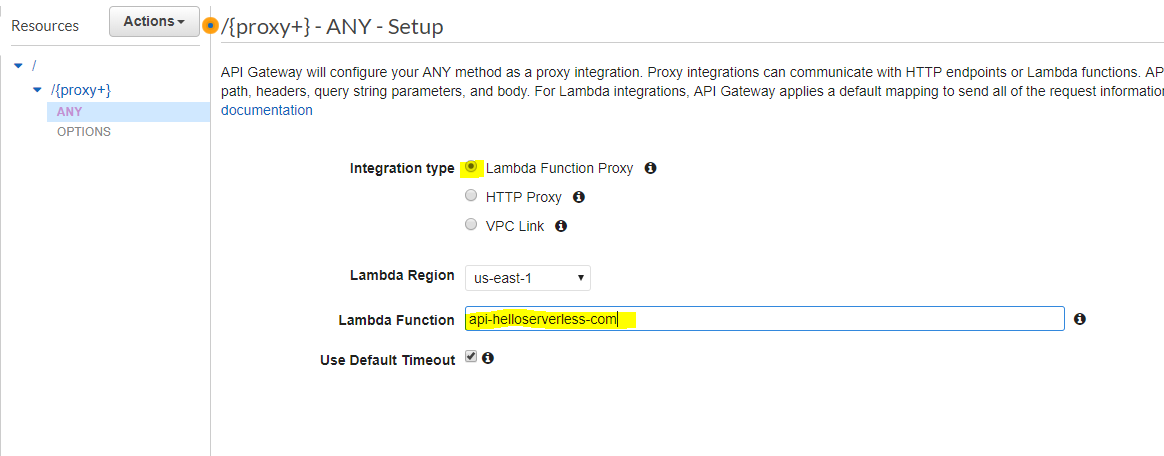 Resources
Actions
/{proxy+} - ANY - Setup
/
/{proxy+}
ANY
OPTIONS
API Gateway will configure your ANY method as a proxy integration. Proxy integrations can communicate with HTTP endpoints or Lambda functions. AP
path, headers, query string parameters, and body. For Lambda integrations, API Gateway applies a default mapping to send all of the request information
documentation
Integration type Lambda Function Proxy
HTTP Proxy
VPC Link
Lambda Region us-east-1
Lambda Function api-helloserverless-com
Use Default Timeout